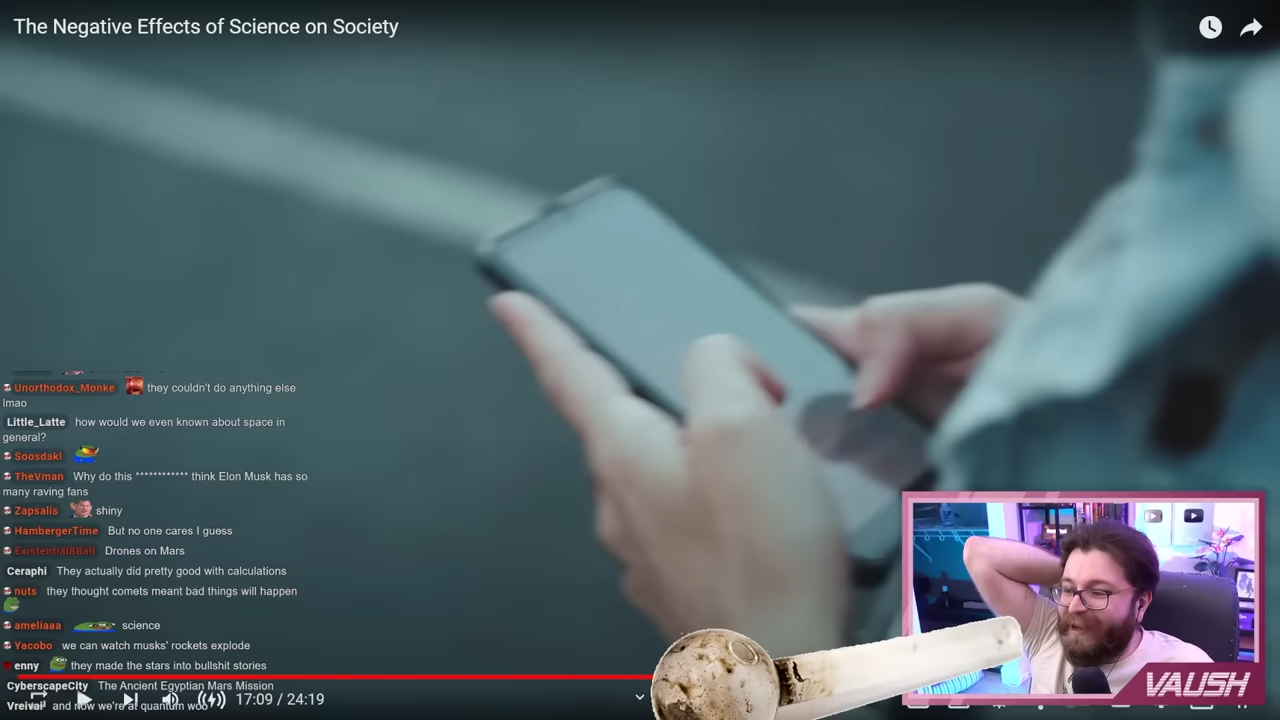 The Negative Effects of Science on Society
Unorthodox_Monke they couldn't do anything else
lmao
Little_Latte how would we even known about space in
general?
Soosdakl
TheVman Why do this ************ think Elon Musk has so
many raving fans
Zapsalis shiny
HambergerTime But no one cares I guess
Existential8Ball Drones on Mars
Ceraphi They actually did pretty good with calculations
nuts they thought comets meant bad things will happen
ameliaaa science
Yacobo we can watch musks' rockets explode
enny they made the stars into bullshit stories
CyberscapeCity The Ancient Egyptian Mars Mission
Vreival and now we're at quantum woo
17:09 / 24:19
VAUSH